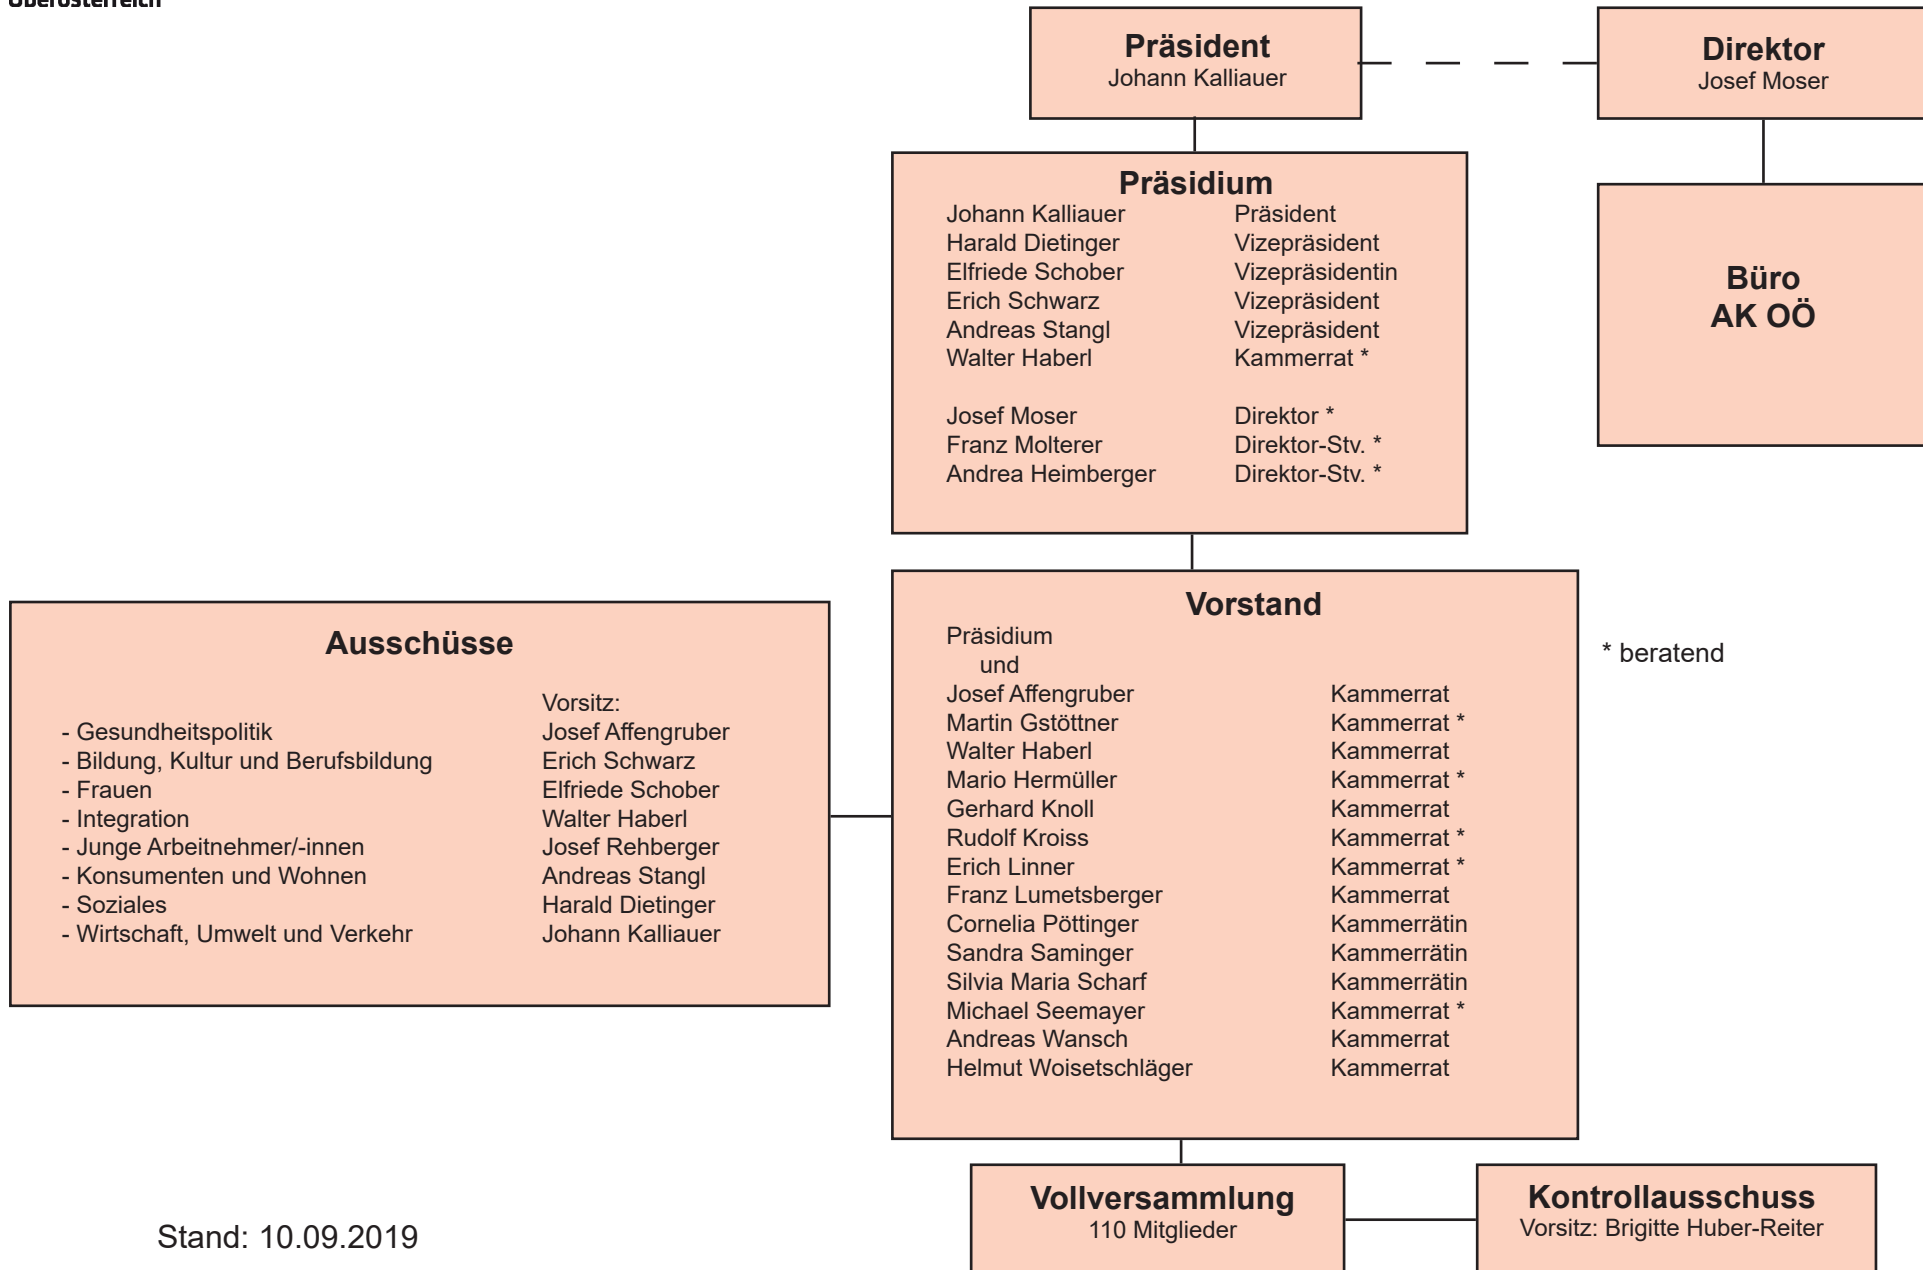 Oberösterreich
Präsident
Johann Kalliauer
Direktor
Josef Moser
Präsidium
Johann Kalliauer Präsident
Harald Dietinger Vizepräsident
Elfriede Schober Vizepräsidentin
Erich Schwarz Vizepräsident
Andreas Stangl Vizepräsident
Walter Haberl Kammerrat *
Josef Moser Direktor *
Franz Molterer Direktor-Stv. *
Andrea Heimberger Direktor-Stv. *
Büro
AK OÖ
Ausschüsse
Vorsitz:
- Gesundheitspolitik Josef Affengruber
- Bildung, Kultur und Berufsbildung Erich Schwarz
- Frauen Elfriede Schober
- Integration Walter Haberl
- Junge Arbeitnehmer/-innen Josef Rehberger
- Konsumenten und Wohnen Andreas Stangl
- Soziales Harald Dietinger
- Wirtschaft, Umwelt und Verkehr Johann Kalliauer
Vorstand
Präsidium
und
Josef Affengruber Kammerrat
Martin Gstöttner Kammerrat *
Walter Haberl Kammerrat
Mario Hermüller Kammerrat *
Gerhard Knoll Kammerrat
Rudolf Kroiss Kammerrat *
Erich Linner Kammerrat *
Franz Lumetsberger Kammerrat
Cornelia Pöttinger Kammerrätin
Sandra Saminger Kammerrätin
Silvia Maria Scharf Kammerrätin
Michael Seemayer Kammerrat *
Andreas Wansch Kammerrat
Helmut Woisetschläger Kammerrat
* beratend
Vollversammlung
110 Mitglieder
Kontrollausschuss
Vorsitz: Brigitte Huber-Reiter
Stand: 10.09.2019